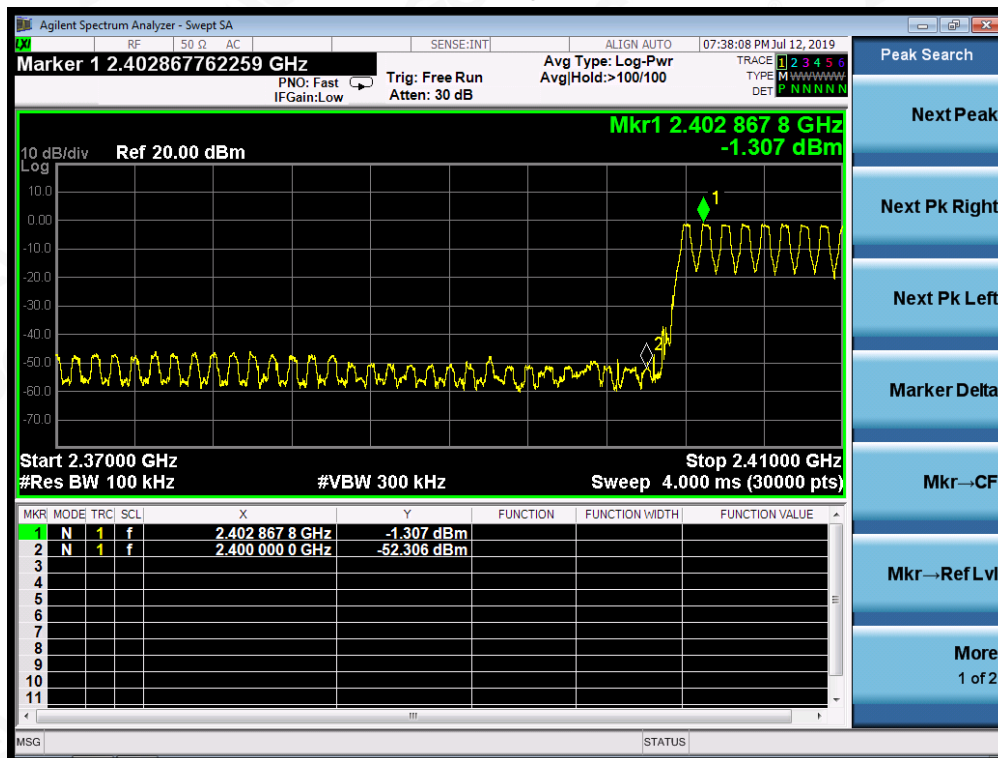 Agilent Spectrum Analyzer - Swept SA
LXI RF 50 Ω AC SENSE:INT ALIGN AUTO 07:38:08 PM Jul 12, 2019
Marker 1 2.402867762259 GHz
PNO: Fast
IFGain:Low
Trig: Free Run
Atten: 30 dB
Avg Type: Log-Pwr
Avg|Hold:>100/100
TRACE 1 2 3 4 5 6
TYPE M WWWWW
DET P N N N N N
Mkr1 2.402 867 8 GHz
-1.307 dBm
10 dB/div Ref 20.00 dBm
Log
10.0
0.00
-10.0
-20.0
-30.0
-40.0
-50.0
-60.0
-70.0
1
2
Start 2.37000 GHz Stop 2.41000 GHz
#Res BW 100 kHz #VBW 300 kHz Sweep 4.000 ms (30000 pts)
MKR MODE TRC SCL X Y FUNCTION FUNCTION WIDTH FUNCTION VALUE
1 N 1 f 2.402 867 8 GHz -1.307 dBm
2 N 1 f 2.400 000 0 GHz -52.306 dBm
3
4
5
6
7
8
9
10
11
MSG STATUS
Peak Search
Next Peak
Next Pk Right
Next Pk Left
Marker Delta
Mkr→CF
Mkr→Ref Lvl
More
1 of 2